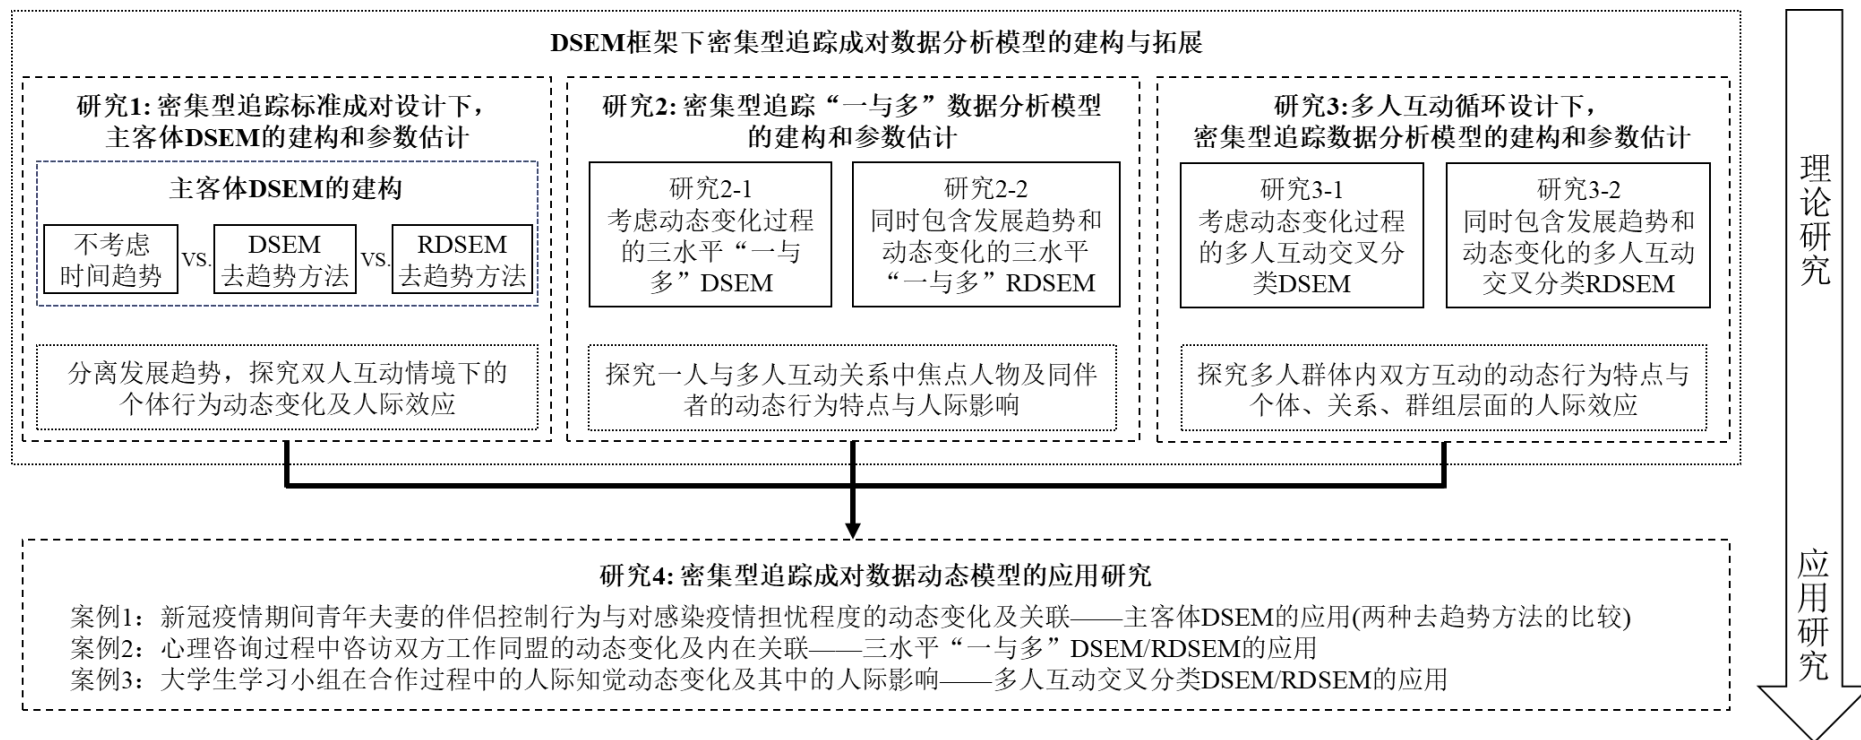 DSEM框架下密集型追踪成对数据分析模型的建构与拓展
研究1: 密集型追踪标准成对设计下，
主客体DSEM的建构和参数估计
主客体DSEM的建构
不考虑
时间趋势
VS.
DSEM
去趋势方法
VS.
RDSEM
去趋势方法
分离发展趋势，探究双人互动情境下的
个体行为动态变化及人际效应
研究2: 密集型追踪“一与多”数据分析模型
的建构和参数估计
研究2-1
考虑动态变化过程
的三水平“一与
多”DSEM
研究2-2
同时包含发展趋势和
动态变化的三水平
“一与多”RDSEM
探究一人与多人互动关系中焦点人物及同伴
者的动态行为特点与人际影响
研究3:多人互动循环设计下，
密集型追踪数据分析模型的建构和参数估计
研究3-1
考虑动态变化过程
的多人互动交叉分
类DSEM
研究3-2
同时包含发展趋势和
动态变化的多人互动
交叉分类RDSEM
探究多人群体内双方互动的动态行为特点与
个体、关系、群组层面的人际效应
研究4: 密集型追踪成对数据动态模型的应用研究
案例1：新冠疫情期间青年夫妻的伴侣控制行为与对感染疫情担忧程度的动态变化及关联——主客体DSEM的应用(两种去趋势方法的比较)
案例2：心理咨询过程中咨访双方工作同盟的动态变化及内在关联——三水平“一与多”DSEM/RDSEM的应用
案例3：大学生学习小组在合作过程中的人际知觉动态变化及其中的人际影响——多人互动交叉分类DSEM/RDSEM的应用
理论研究
应用研究